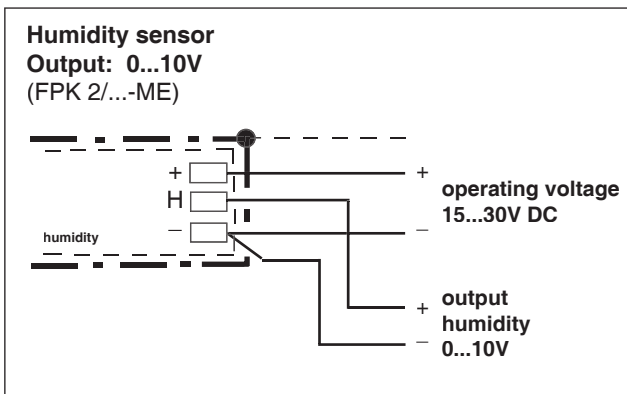 Humidity sensor
Output: 0...10V
(FPK 2/...-ME)
+ +
operating voltage
H
15...30V DC
– –
humidity
+ output
humidity
– 0...10V